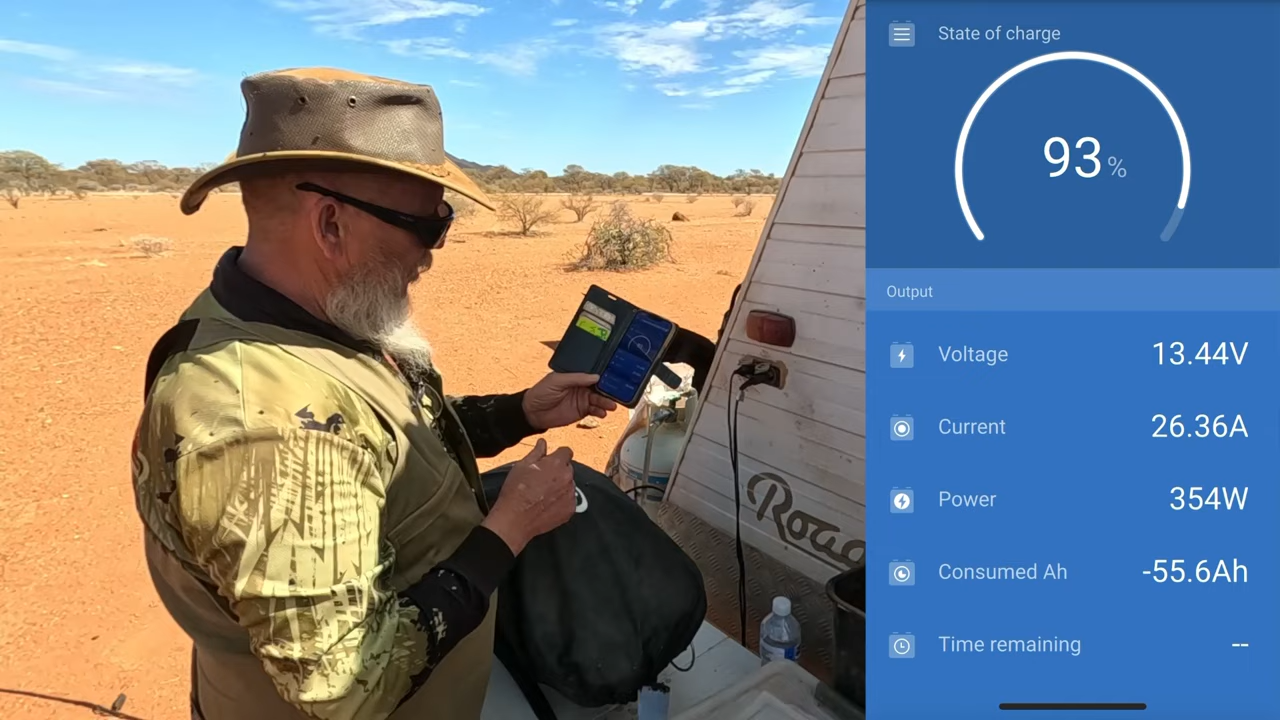 State of charge
93 %
Output
Voltage 13.44V
Current 26.36A
Power 354W
Consumed Ah -55.6Ah
Time remaining --
Roa